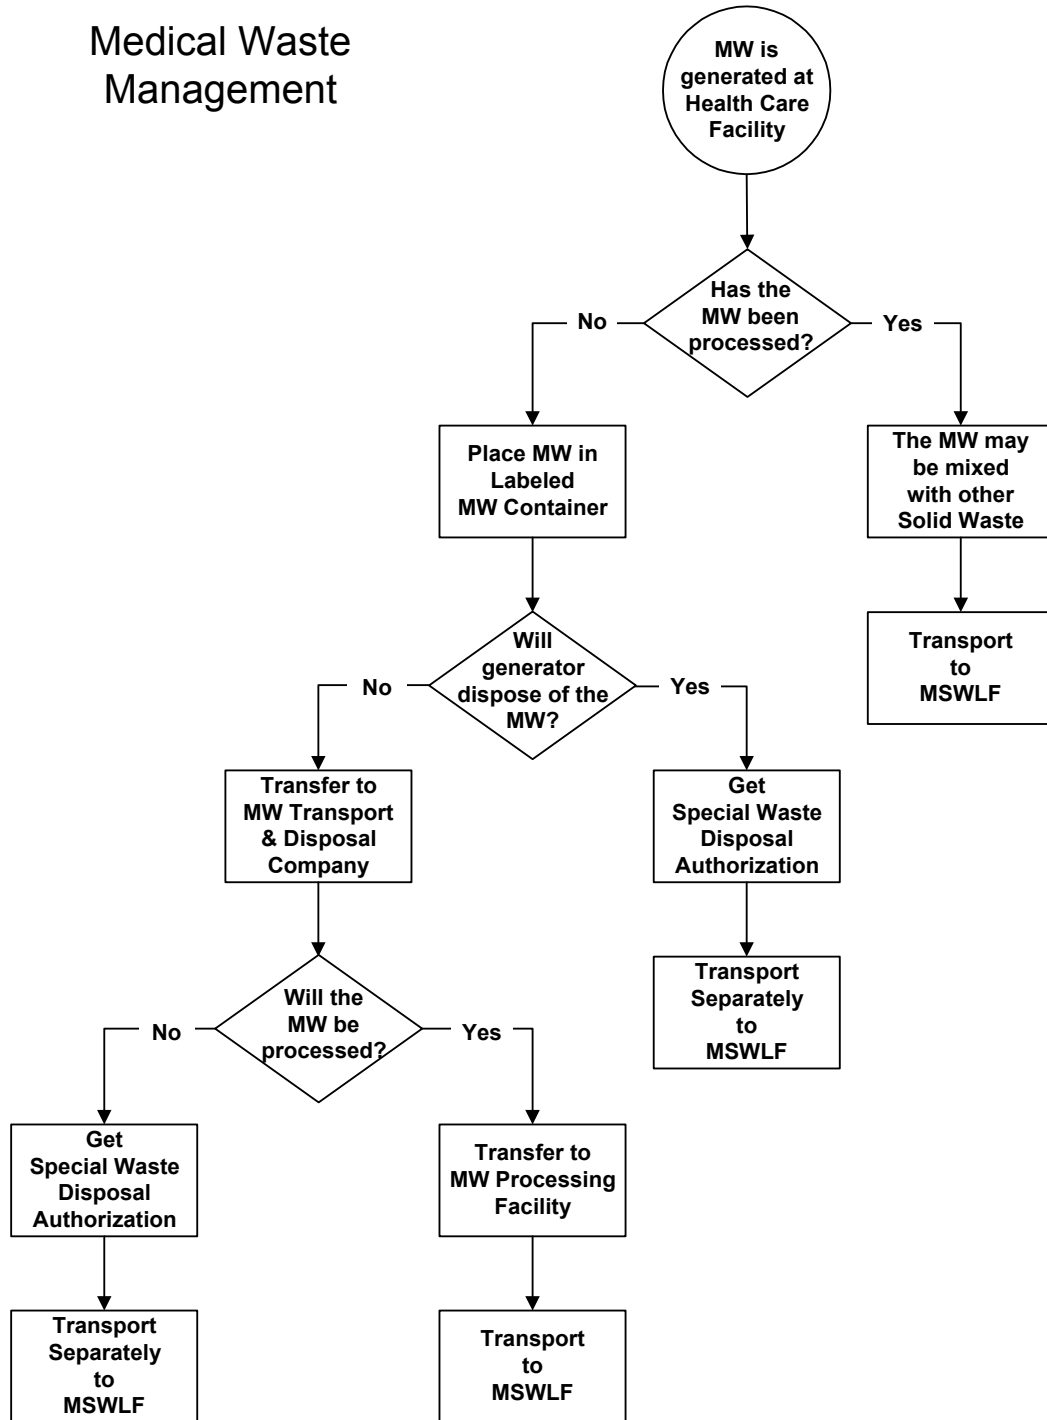 Medical Waste
Management
MW is
generated at
Health Care
Facility
Has the
MW been
processed?
No
Yes
Place MW in
Labeled
MW Container
The MW may
be mixed
with other
Solid Waste
Transport
to
MSWLF
Will
generator
dispose of the
MW?
No
Yes
Transfer to
MW Transport
& Disposal
Company
Get
Special Waste
Disposal
Authorization
Transport
Separately
to
MSWLF
Will the
MW be
processed?
No
Yes
Get
Special Waste
Disposal
Authorization
Transfer to
MW Processing
Facility
Transport
Separately
to
MSWLF
Transport
to
MSWLF